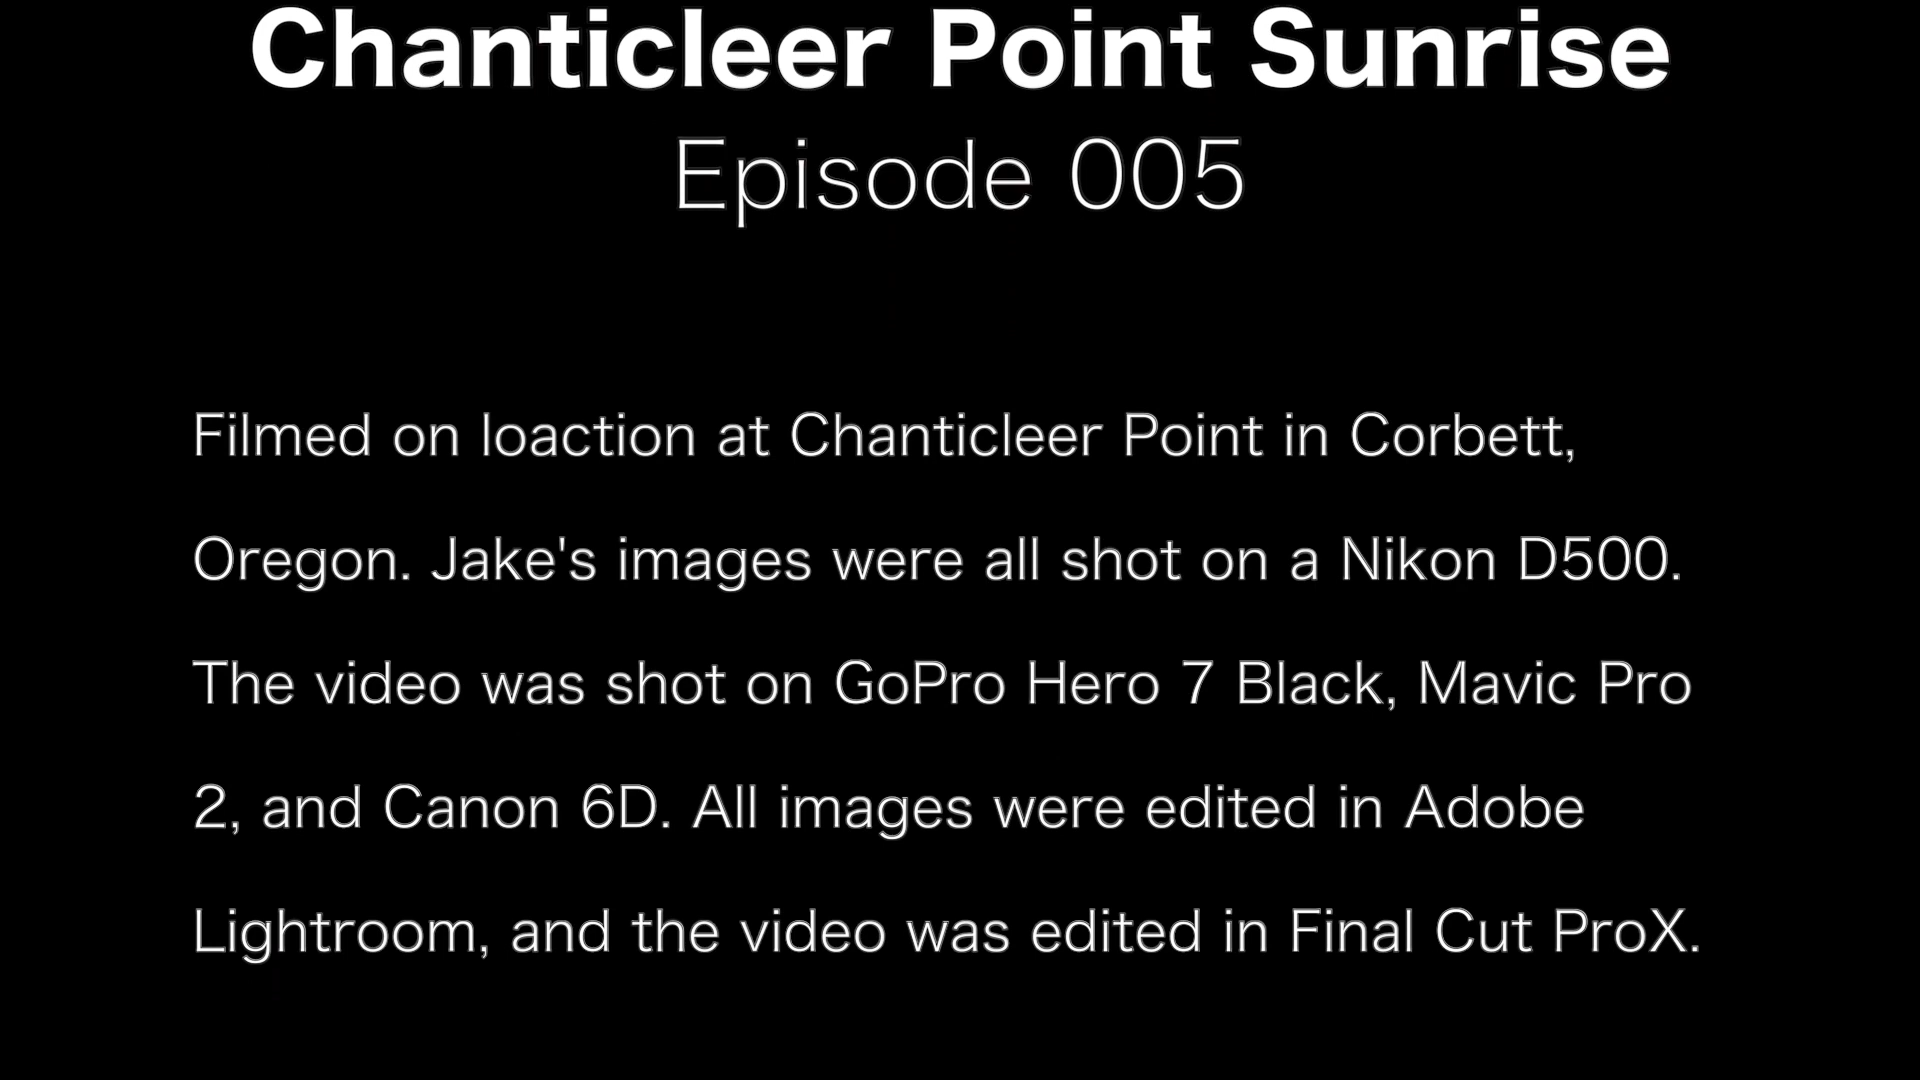 Chanticleer Point Sunrise
Episode 005
Filmed on loaction at Chanticleer Point in Corbett,
Oregon. Jake's images were all shot on a Nikon D500.
The video was shot on GoPro Hero 7 Black, Mavic Pro
2, and Canon 6D. All images were edited in Adobe
Lightroom, and the video was edited in Final Cut ProX.